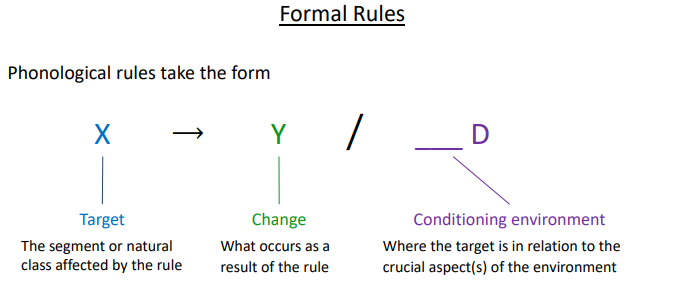 Formal Rules
Phonological rules take the form
X → Y / ___ D
Target Change Conditioning environment
The segment or natural What occurs as a Where the target is in relation to the
class affected by the rule result of the rule crucial aspect(s) of the environment